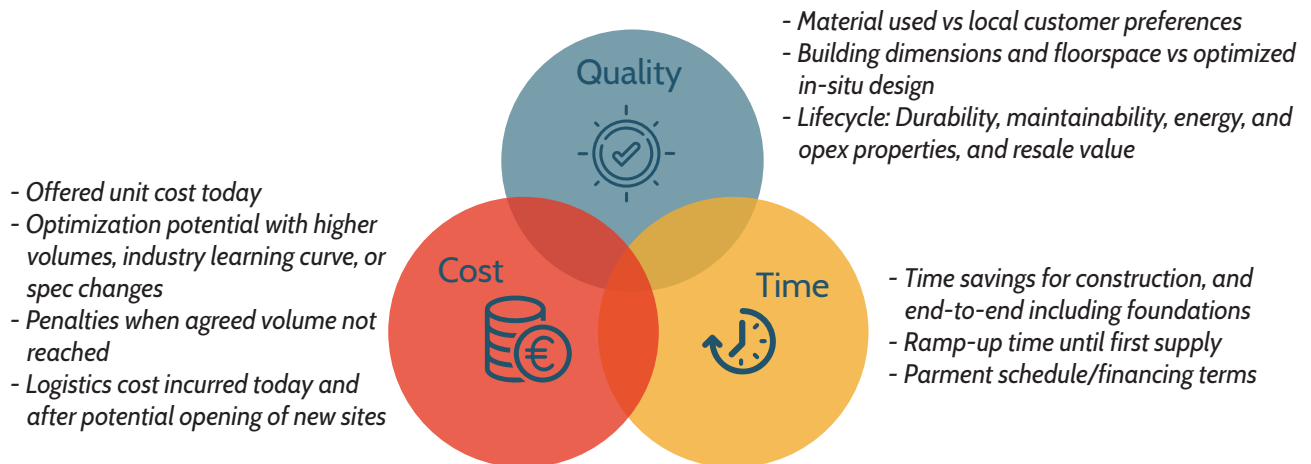 Quality
- Material used vs local customer preferences
- Building dimensions and floorspace vs optimized
in-situ design
- Lifecycle: Durability, maintainability, energy, and
opex properties, and resale value
Cost
€
- Offered unit cost today
- Optimization potential with higher
volumes, industry learning curve, or
spec changes
- Penalties when agreed volume not
reached
- Logistics cost incurred today and
after potential opening of new sites
Time
- Time savings for construction, and
end-to-end including foundations
- Ramp-up time until first supply
- Parment schedule/financing terms